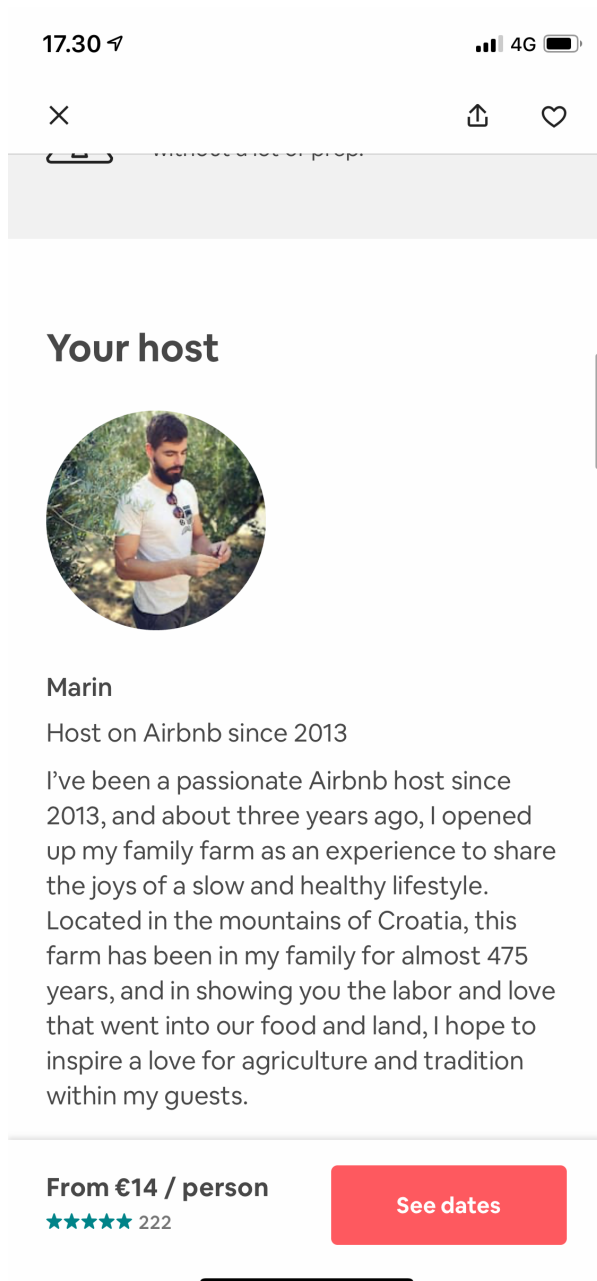 17.30
4G
without a lot of prep.
Your host
Marin
Host on Airbnb since 2013
I’ve been a passionate Airbnb host since
2013, and about three years ago, I opened
up my family farm as an experience to share
the joys of a slow and healthy lifestyle.
Located in the mountains of Croatia, this
farm has been in my family for almost 475
years, and in showing you the labor and love
that went into our food and land, I hope to
inspire a love for agriculture and tradition
within my guests.
From €14 / person
See dates
222